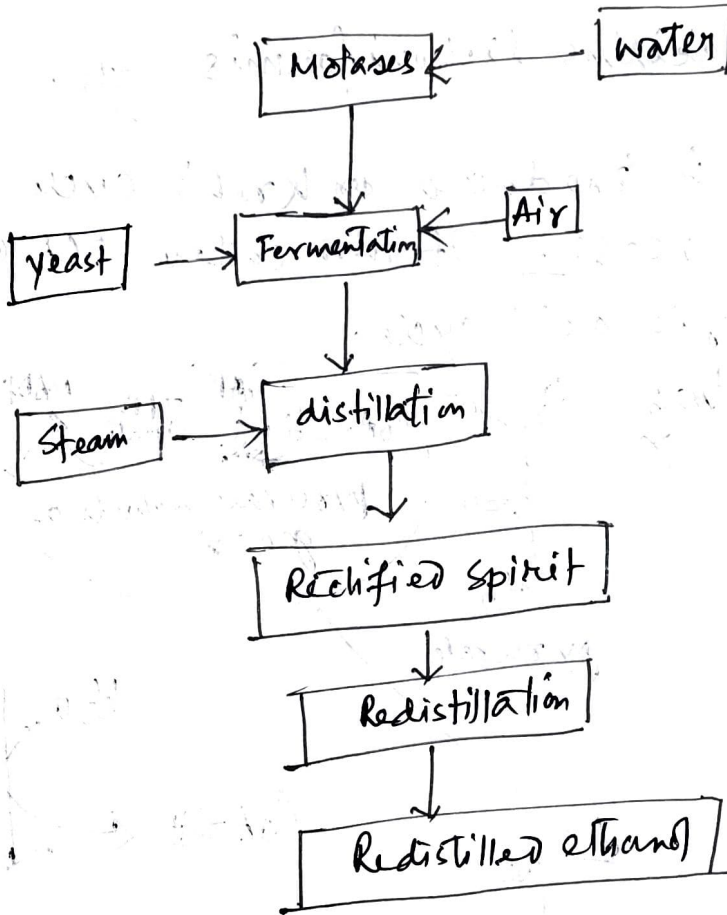 Molases
water
Fermentation
Air
yeast
distillation
Steam
Rectified spirit
Redistillation
Redistilled ethanol